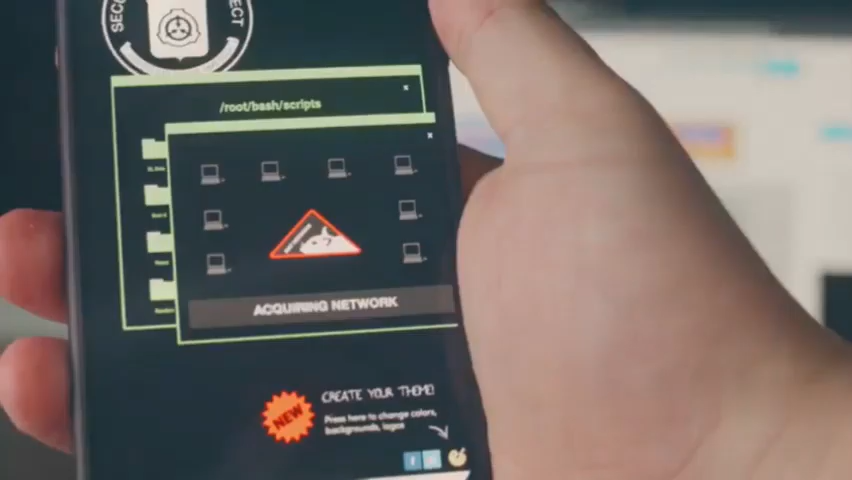 /root/bash/scripts
x
x
ACQUIRING NETWORK
NEW
CREATE YOUR THEME!
Press here to change colors,
backgrounds, logos
f